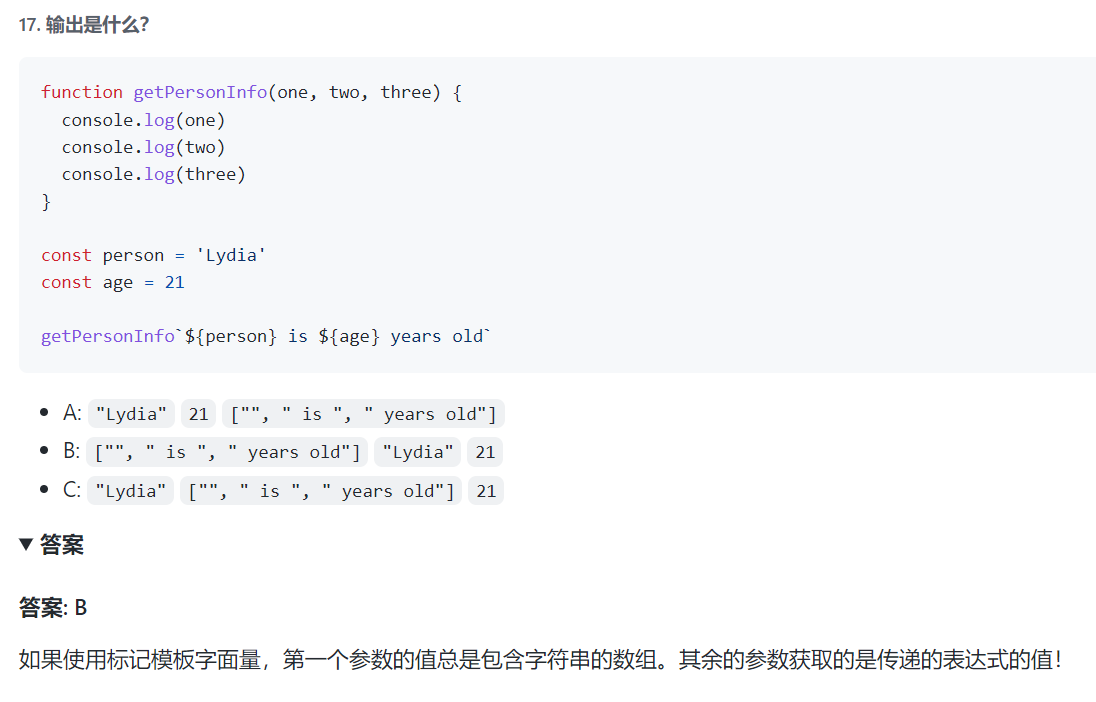 17. 输出是什么？
function getPersonInfo(one, two, three) {
  console.log(one)
  console.log(two)
  console.log(three)
}
const person = 'Lydia'
const age = 21
getPersonInfo`${person} is ${age} years old`
A: "Lydia" 21 ["", " is ", " years old"]
B: ["", " is ", " years old"] "Lydia" 21
C: "Lydia" ["", " is ", " years old"] 21
答案
答案: B
如果使用标记模板字面量，第一个参数的值总是包含字符串的数组。其余的参数获取的是传递的表达式的值！